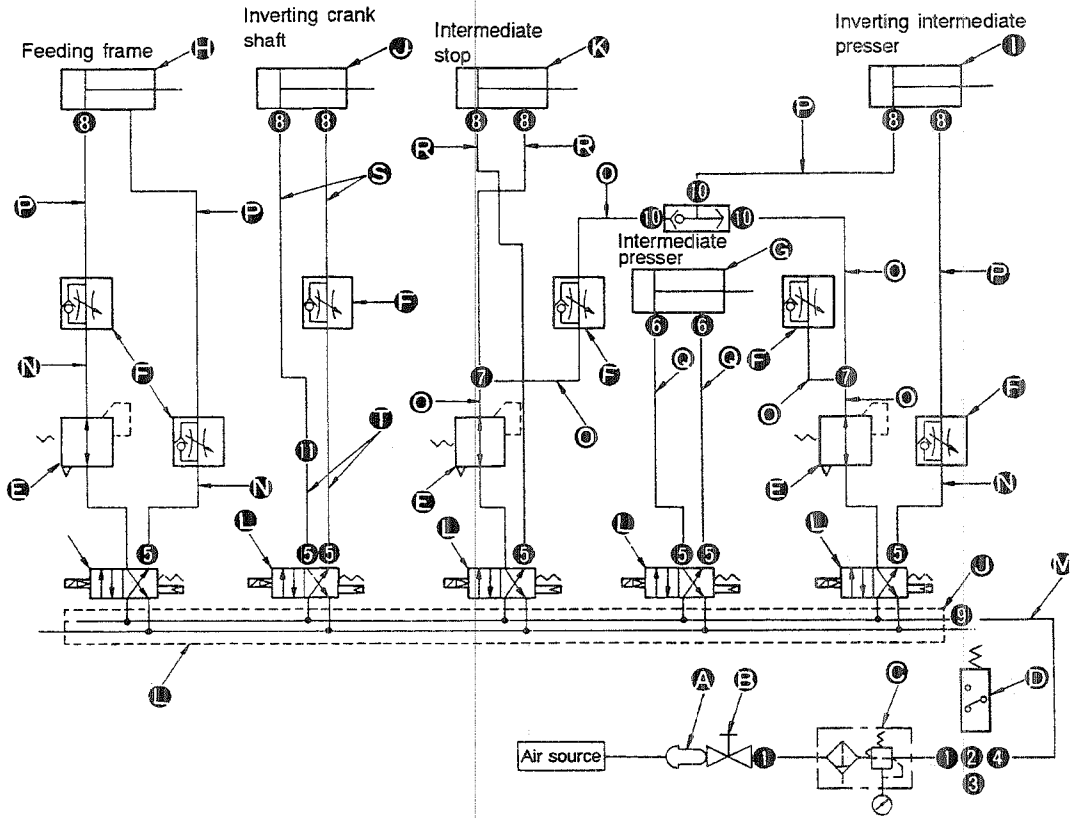 Feeding frame
H
Inverting crank
shaft
J
Intermediate
stop
K
Inverting intermediate
presser
I
8
8 8
8 8
8 8
P
P
S
R
R
O
P
10
10 10
Intermediate
presser
G
O
P
F
F
F
N
F
6 6
Q
Q
7
O
O
F
7
O
O
F
E
N
11
T
E
E
N
L
L
L
5
5 5
5
5 5
5
J
9
M
L
A
B
C
D
Air source
1
1 2 4
3